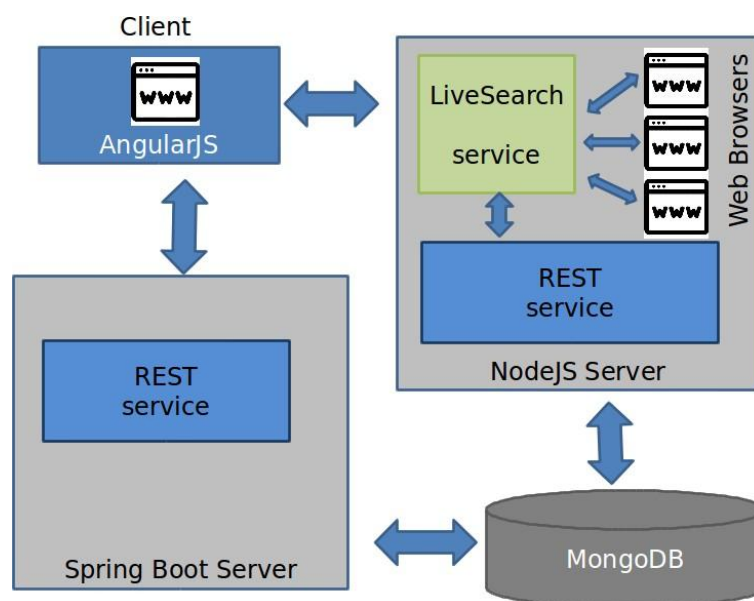 Client
WWW
AngularJS
LiveSearch
service
WWW
WWW
WWW
Web Browsers
REST
service
NodeJS Server
REST
service
Spring Boot Server
MongoDB